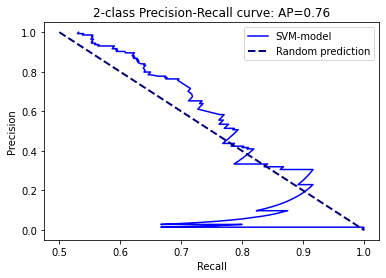 2-class Precision-Recall curve: AP=0.76
SVM-model
Random prediction
Precision
1.0
0.8
0.6
0.4
0.2
0.0
0.5 0.6 0.7 0.8 0.9 1.0
Recall